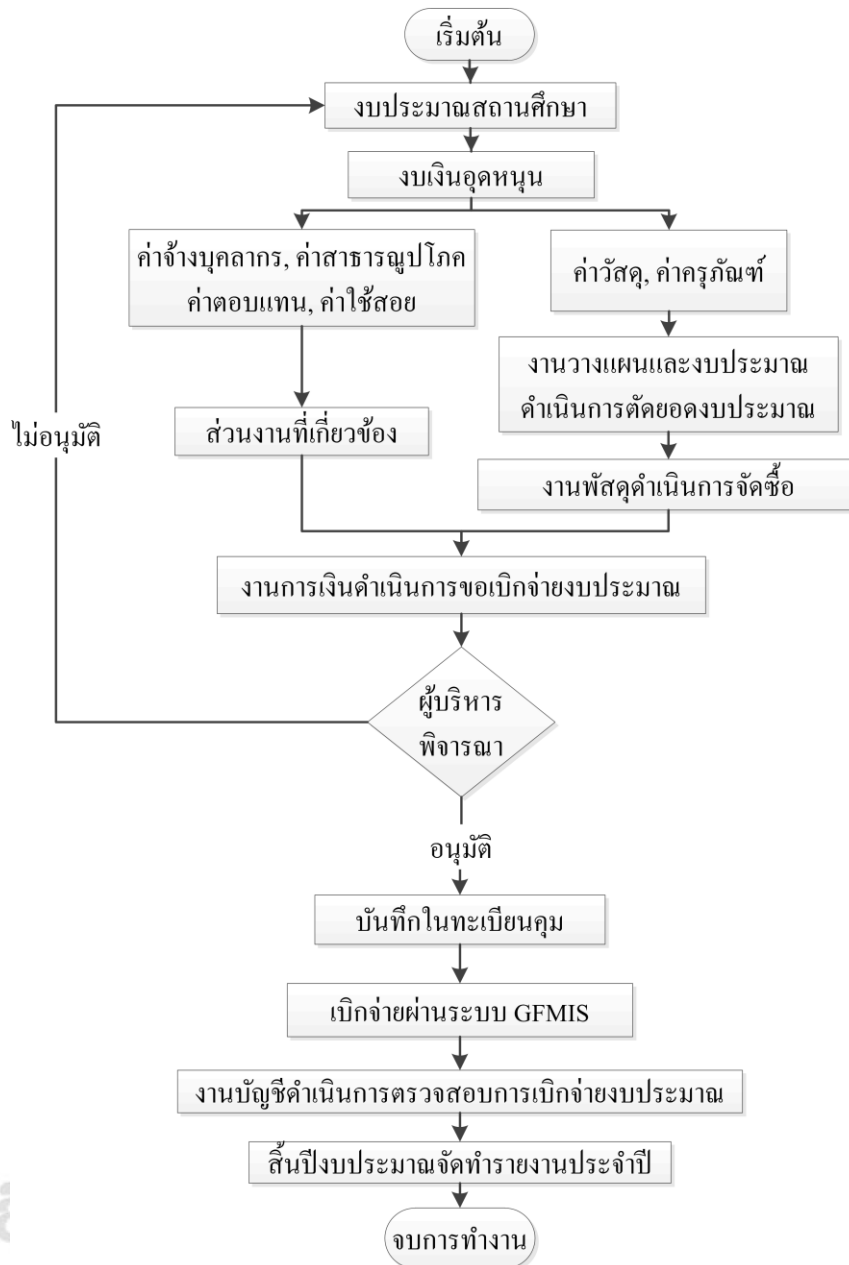 เริ่มต้น
งบประมาณสถานศึกษา
งบเงินอุดหนุน
ค่าจ้างบุคลากร, ค่าสาธารณูปโภค
ค่าตอบแทน, ค่าใช้สอย
ค่าวัสดุ, ค่าครุภัณฑ์
งานวางแผนและงบประมาณ
ดำเนินการตัดยอดงบประมาณ
ไม่อนุมัติ
ส่วนงานที่เกี่ยวข้อง
งานพัสดุดำเนินการจัดซื้อ
งานการเงินดำเนินการขอเบิกจ่ายงบประมาณ
ผู้บริหาร
พิจารณา
อนุมัติ
บันทึกในทะเบียนคุม
เบิกจ่ายผ่านระบบ GFMIS
งานบัญชีดำเนินการตรวจสอบการเบิกจ่ายงบประมาณ
สิ้นปีงบประมาณจัดทำรายงานประจำปี
จบการทำงาน